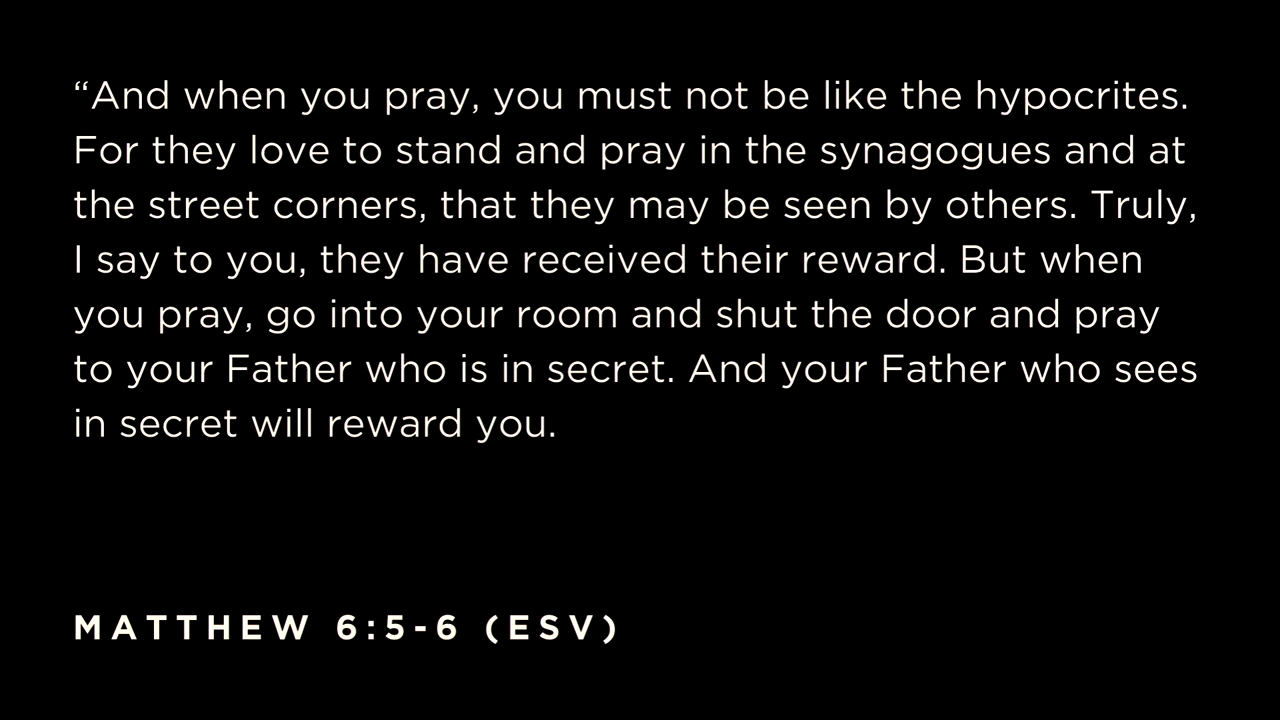 “And when you pray, you must not be like the hypocrites.
For they love to stand and pray in the synagogues and at
the street corners, that they may be seen by others. Truly,
I say to you, they have received their reward. But when
you pray, go into your room and shut the door and pray
to your Father who is in secret. And your Father who sees
in secret will reward you.
MATTHEW 6:5-6 (ESV)